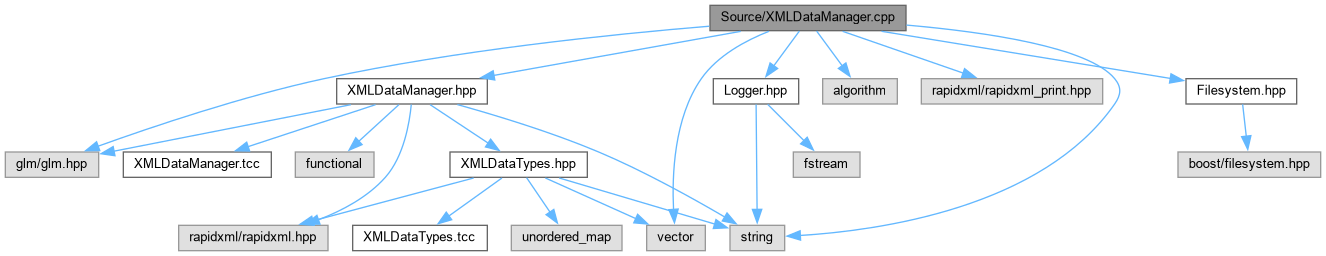 Source/XMLDataManager.cpp
XMLDataManager.hpp
Logger.hpp
algorithm
rapidxml/rapidxml_print.hpp
Filesystem.hpp
glm/glm.hpp
XMLDataManager.tcc
functional
XMLDataTypes.hpp
fstream
boost/filesystem.hpp
rapidxml/rapidxml.hpp
XMLDataTypes.tcc
unordered_map
vector
string